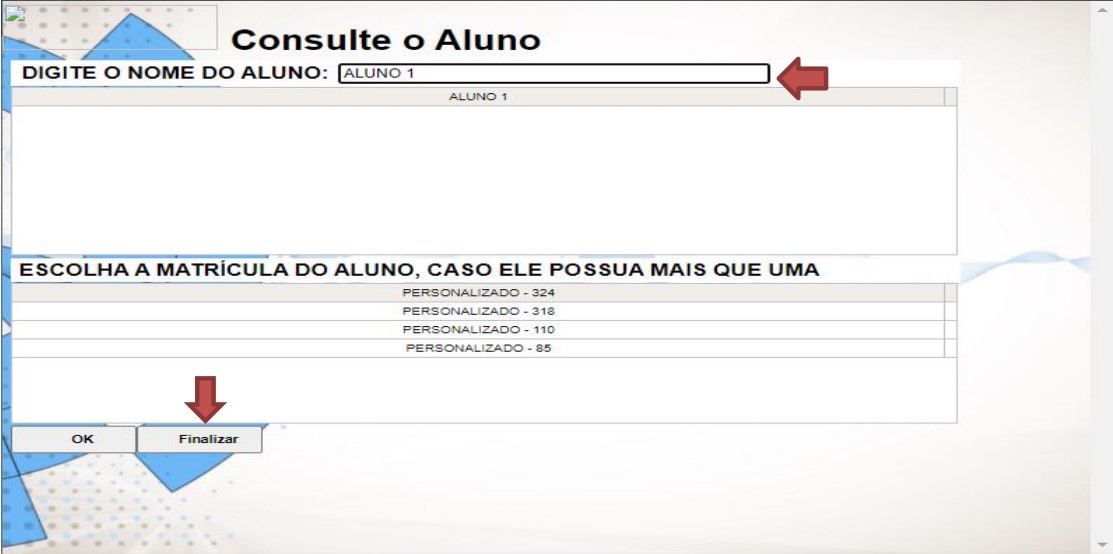 Consulte o Aluno
DIGITE O NOME DO ALUNO: ALUNO 1
ALUNO 1
ESCOLHA A MATRÍCULA DO ALUNO, CASO ELE POSSUA MAIS QUE UMA
PERSONALIZADO - 324
PERSONALIZADO - 318
PERSONALIZADO - 110
PERSONALIZADO - 85
OK Finalizar